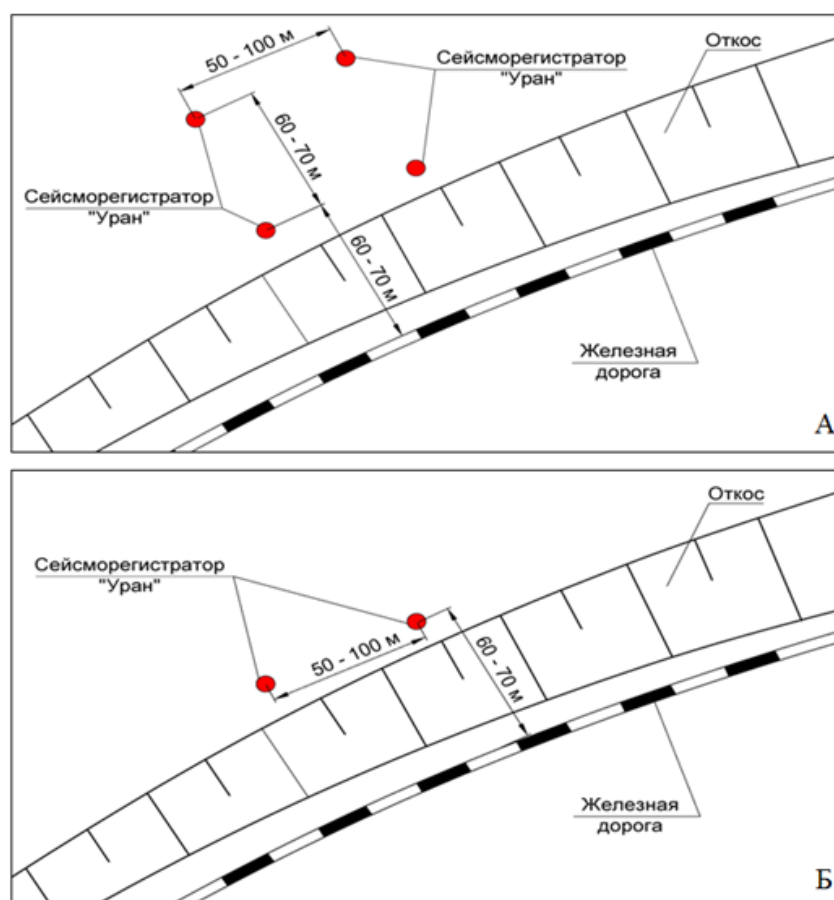 50 - 100 м
Сейсморегистратор
"Уран"
Откос
60 - 70 м
Сейсморегистратор
"Уран"
60 - 70 м
Железная
дорога
А
Откос
Сейсморегистратор
"Уран"
50 - 100 м
60 - 70 м
Железная
дорога
Б